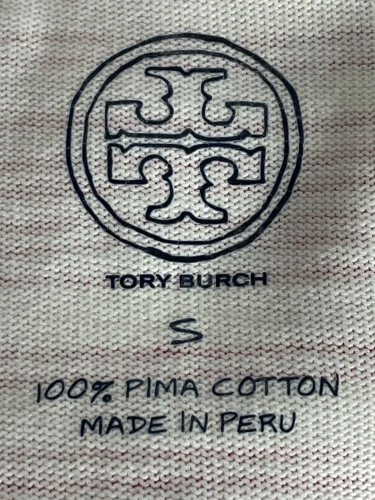 TORY BURCH
S
100% PIMA COTTON
MADE IN PERU